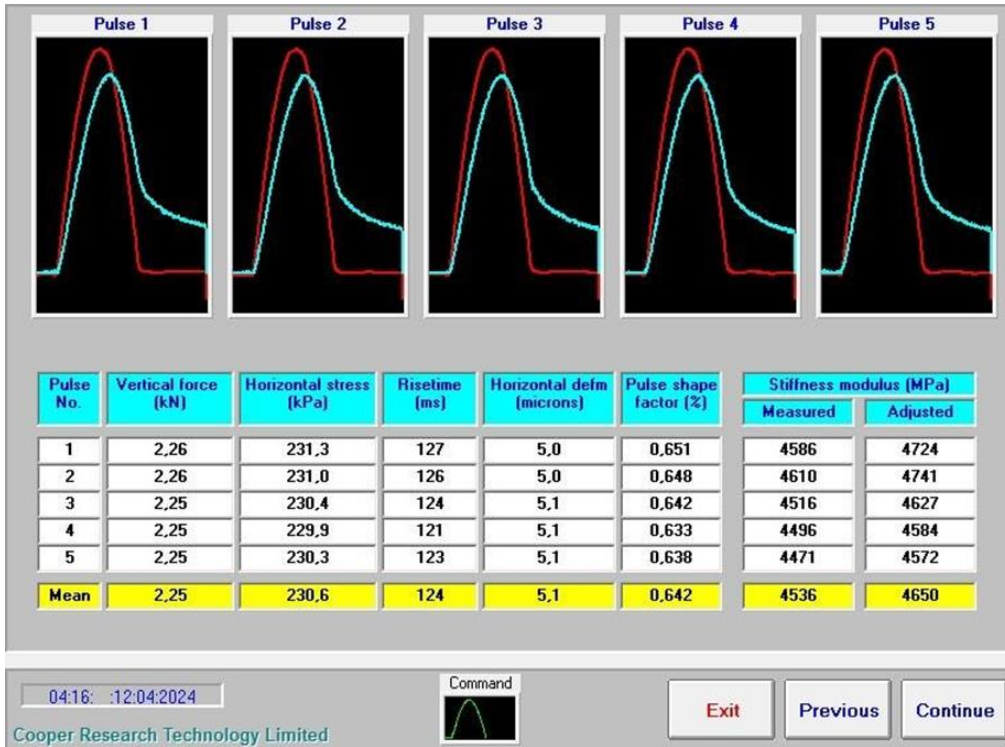 Pulse 1 Pulse 2 Pulse 3 Pulse 4 Pulse 5
Pulse No. Vertical force (kN) Horizontal stress (kPa) Risetime (ms) Horizontal defm (microns) Pulse shape factor (%) Stiffness modulus (MPa)
Measured Adjusted
1 2,26 231,3 127 5,0 0,651 4586 4724
2 2,26 231,0 126 5,0 0,648 4610 4741
3 2,25 230,4 124 5,1 0,642 4516 4627
4 2,25 229,9 121 5,1 0,633 4496 4584
5 2,25 230,3 123 5,1 0,638 4471 4572
Mean 2,25 230,6 124 5,1 0,642 4536 4650
04:16: :12:04:2024
Command
Exit Previous Continue
Cooper Research Technology Limited